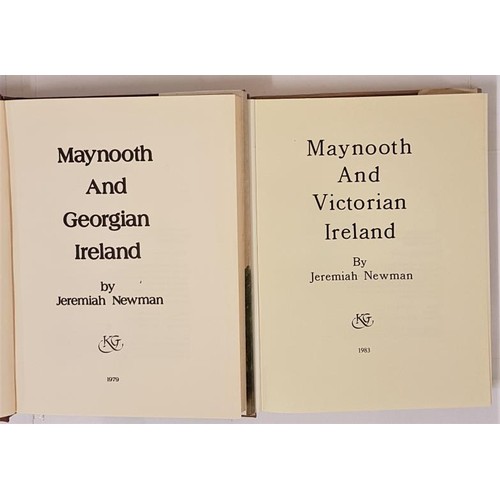 Maynooth
And
Georgian
Ireland
by
Jeremiah Newman
KG
1979
Maynooth
And
Victorian
Ireland
By
Jeremiah Newman
KG
1983